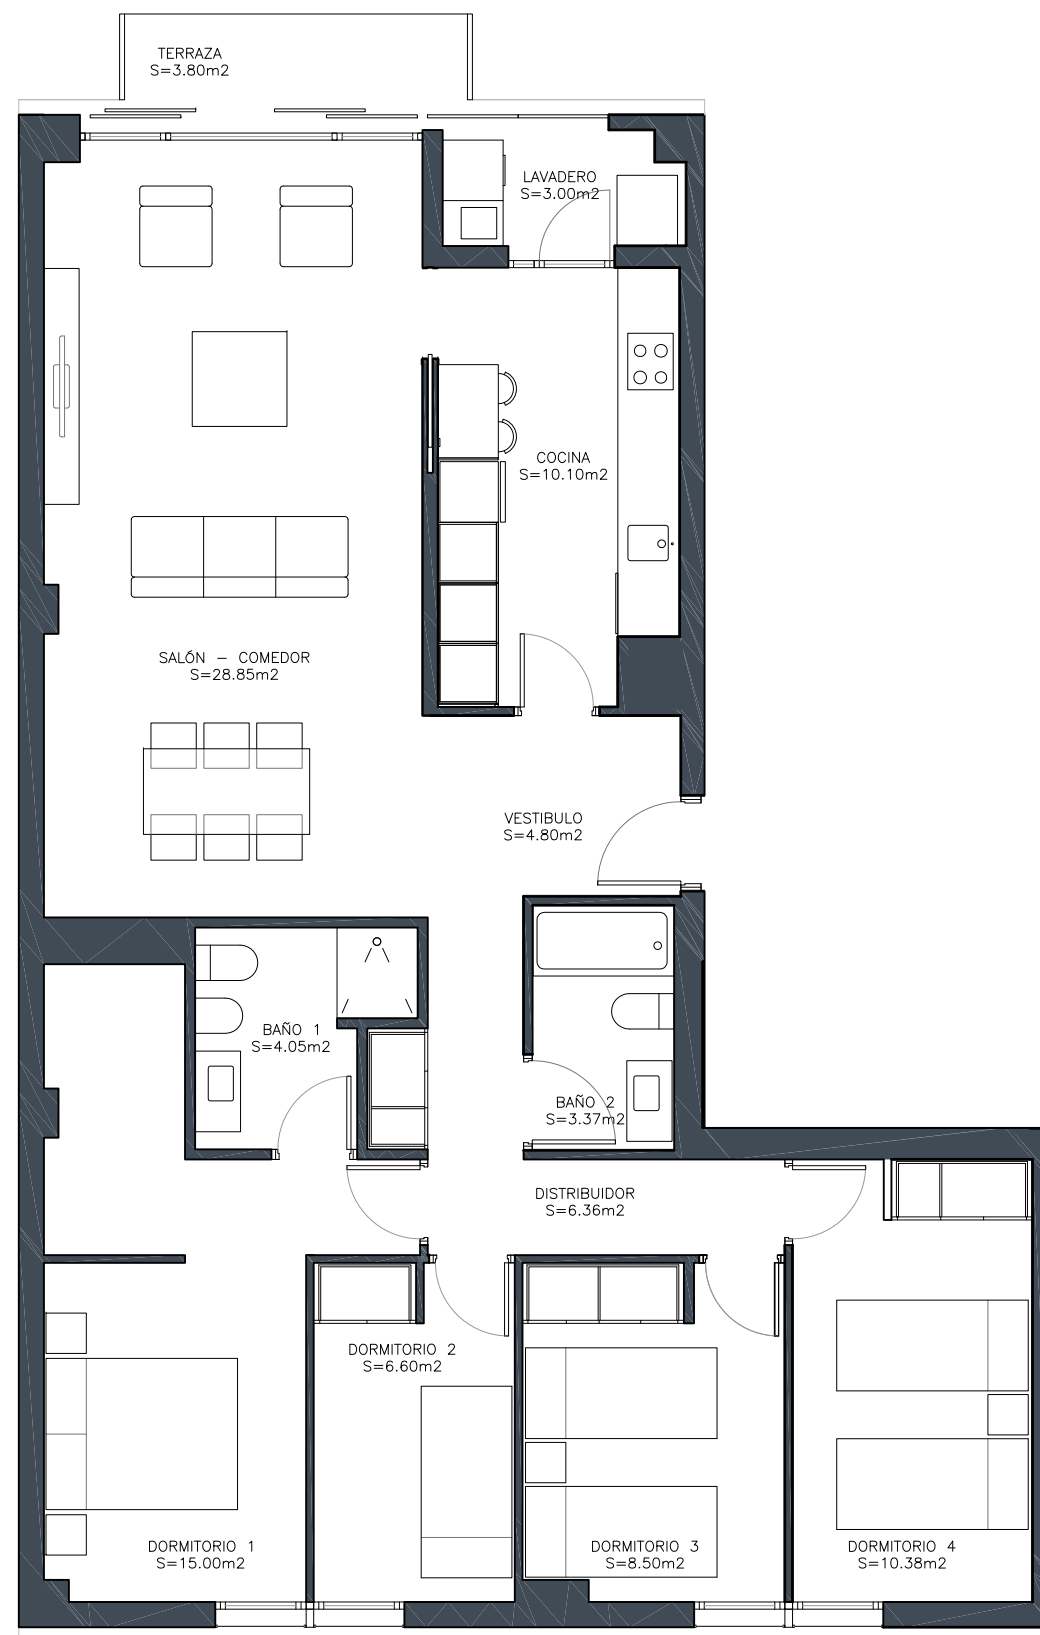 TERRAZA
S=3.80m2
LAVADERO
S=3.00m2
COCINA
S=10.10m2
SALÓN - COMEDOR
S=28.85m2
VESTIBULO
S=4.80m2
BAÑO 1
S=4.05m2
BAÑO 2
S=3.37m2
DISTRIBUIDOR
S=6.36m2
DORMITORIO 2
S=6.60m2
DORMITORIO 1
S=15.00m2
DORMITORIO 3
S=8.50m2
DORMITORIO 4
S=10.38m2